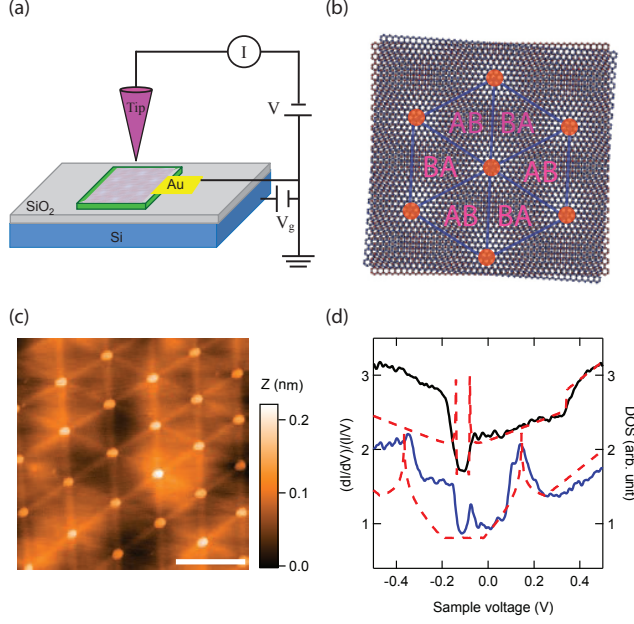 (a)
I
V
Tip
Au
SiO2
Vg
Si
(b)
AB BA
BA AB
AB BA
(c)
Z (nm)
0.2
0.1
0.0
(d)
3 3
2 2
1 1
(dI/dV)/(I/V)
DOS (arb. unit)
-0.4 -0.2 0.0 0.2 0.4
Sample voltage (V)